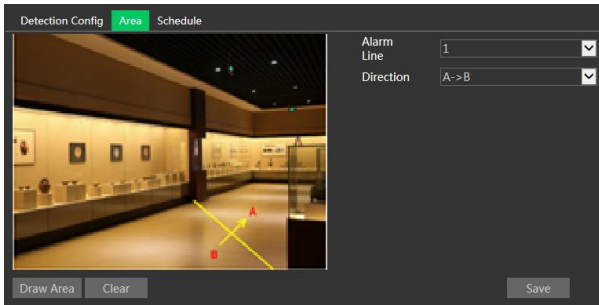 Detection Config Area Schedule
Alarm
Line
1
Direction A->B
A
B
Draw Area Clear Save